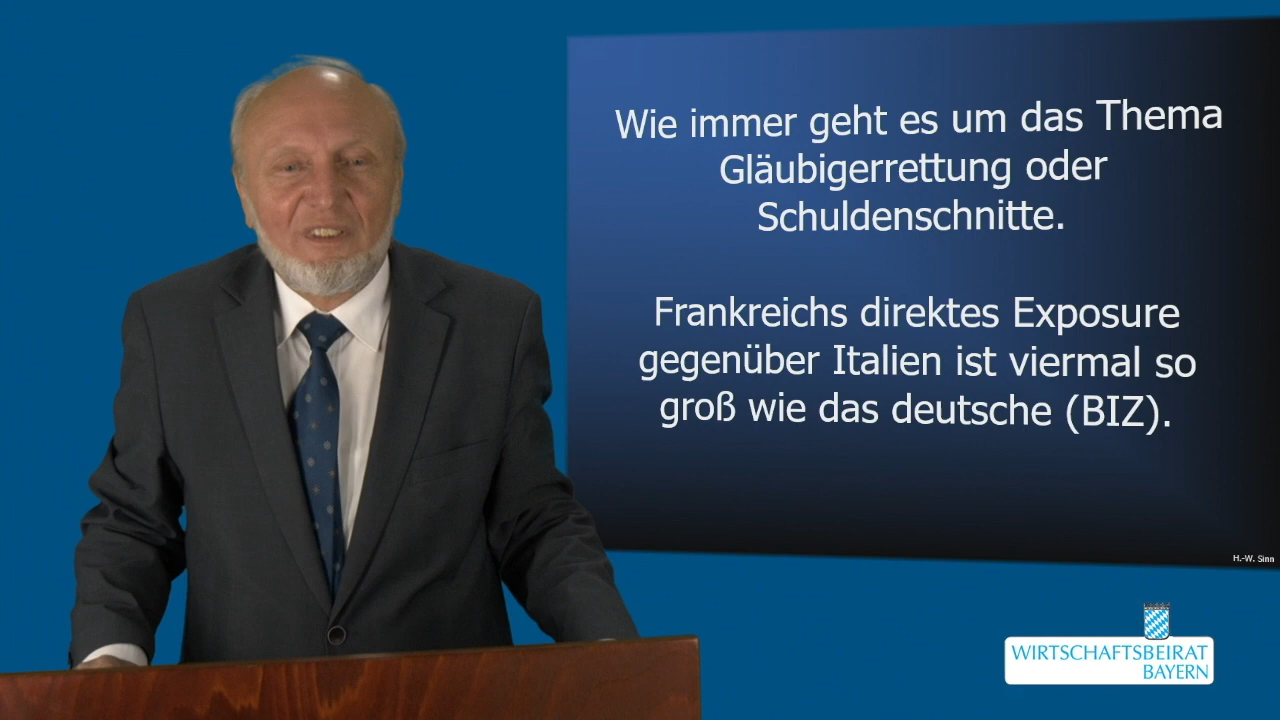 Wie immer geht es um das Thema
Gläubigerrettung oder
Schuldenschnitte.
Frankreichs direktes Exposure
gegenüber Italien ist viermal so
groß wie das deutsche (BIZ).
H.-W. Sinn
WIRTSCHAFTSBEIRAT
BAYERN